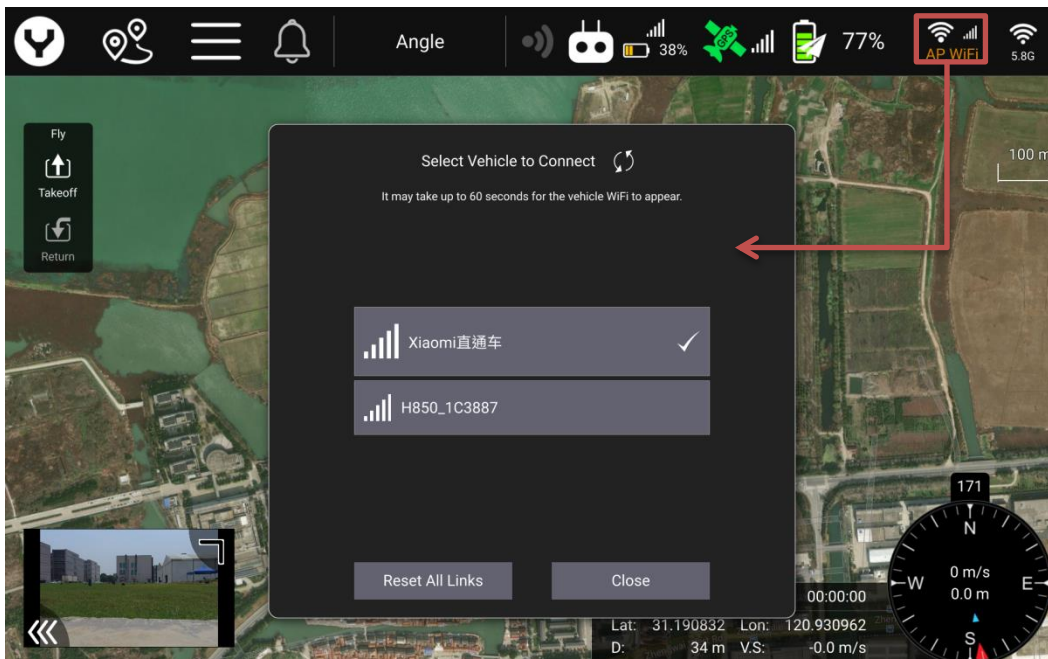 Angle
38%
GPS
77%
AP WiFi
5.8G
Fly
Takeoff
Return
100 m
Select Vehicle to Connect
It may take up to 60 seconds for the vehicle WiFi to appear.
Xiaomi直通车
H850_1C3887
Reset All Links
Close
171
N
W
0 m/s
0.0 m
E
S
00:00:00
Lat: 31.190832 Lon: 120.930962
D: 34 m V.S: -0.0 m/s